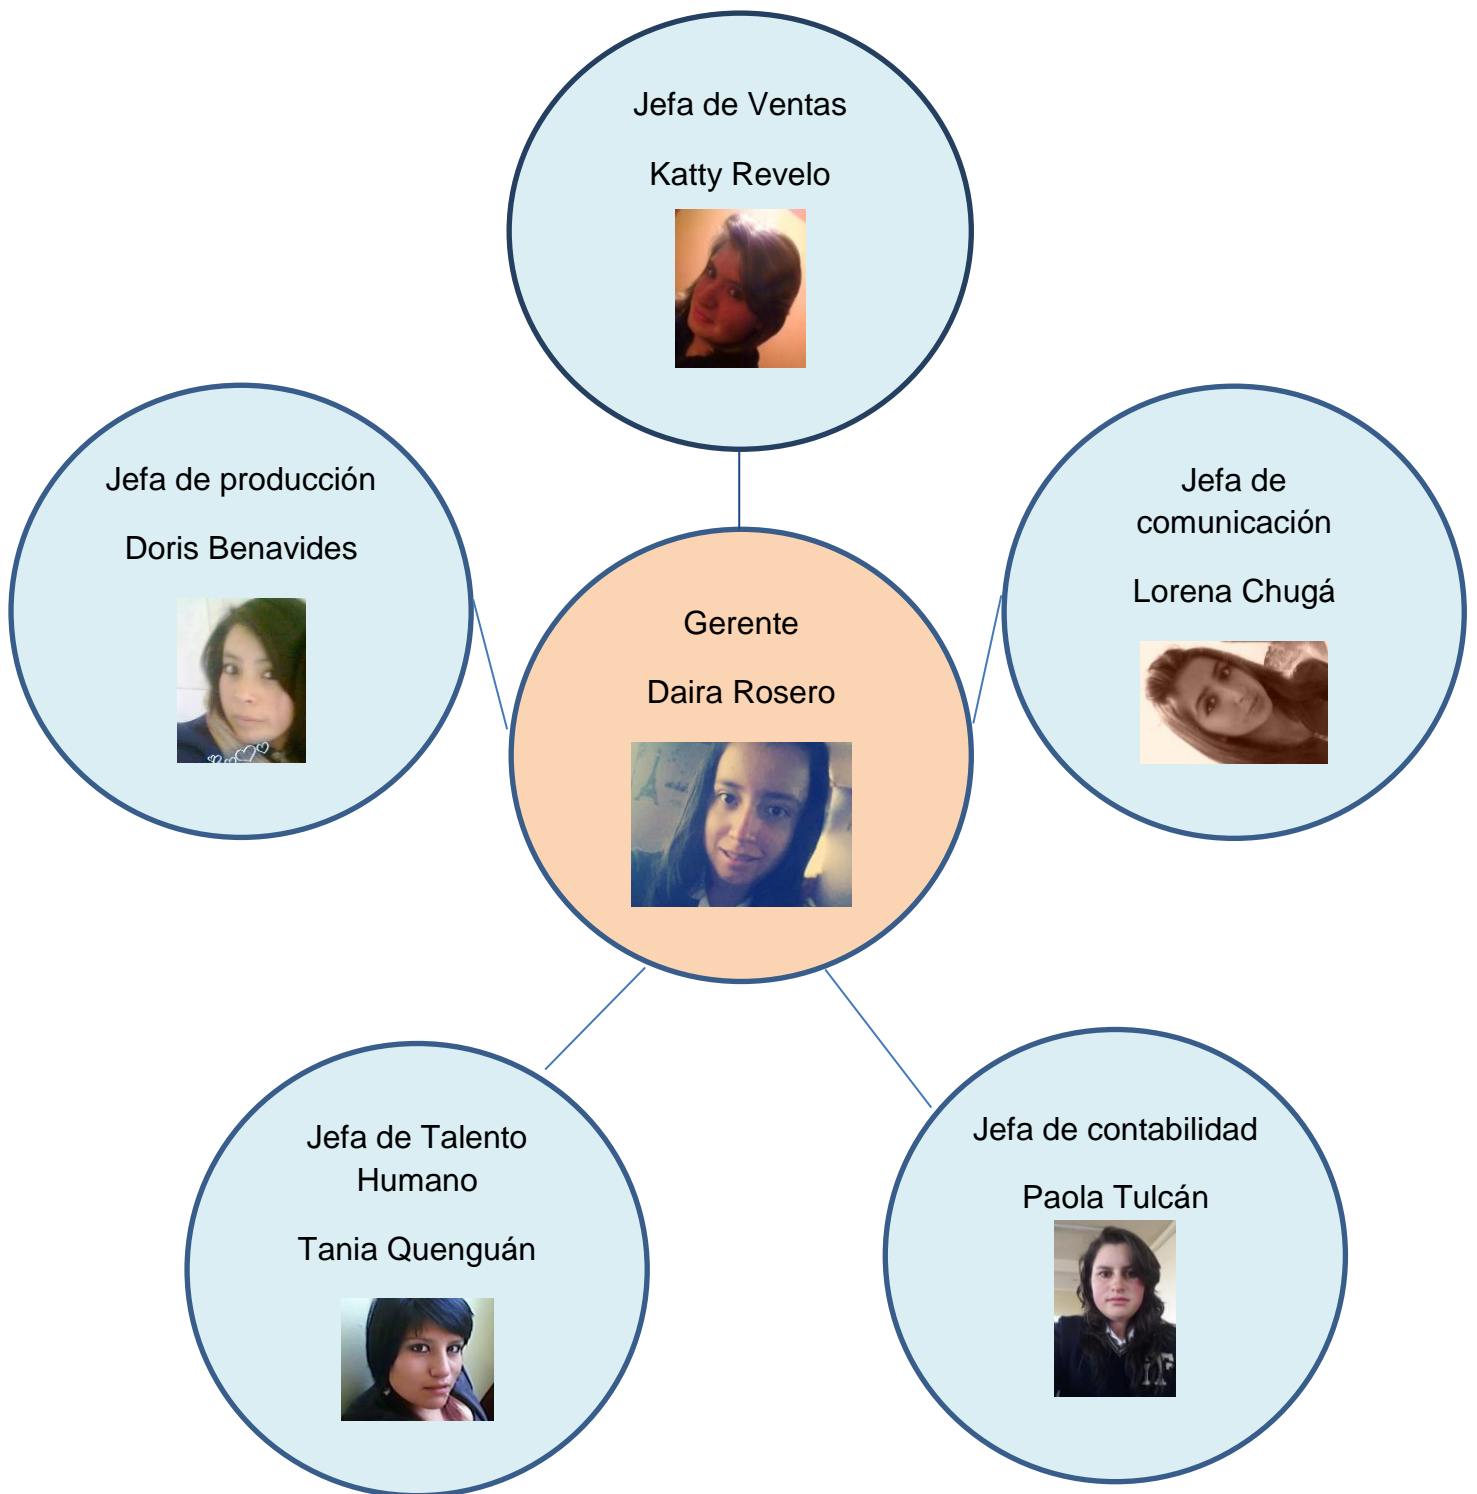 Jefa de Ventas
Katty Revelo
Jefa de producción
Doris Benavides
Jefa de
comunicación
Lorena Chugá
Gerente
Daira Rosero
Jefa de Talento
Humano
Tania Quenguán
Jefa de contabilidad
Paola Tulcán